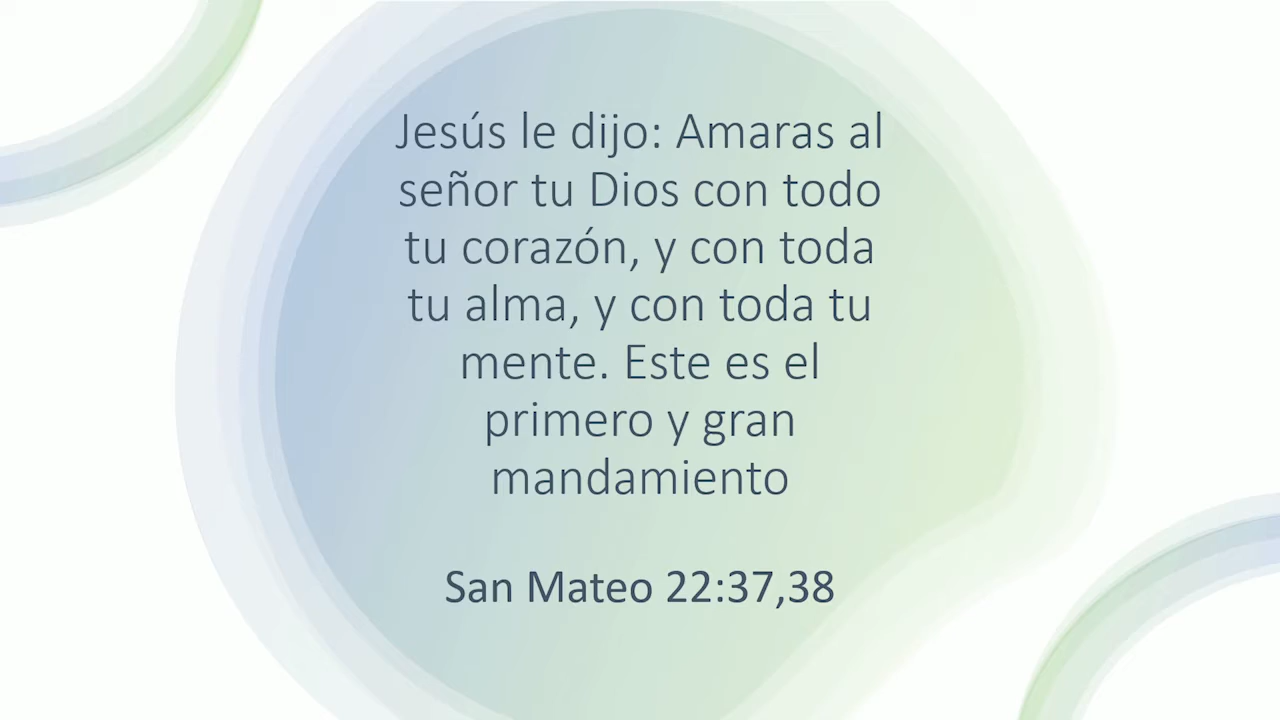 Jesús le dijo: Amaras al
señor tu Dios con todo
tu corazón, y con toda
tu alma, y con toda tu
mente. Este es el
primero y gran
mandamiento
San Mateo 22:37,38